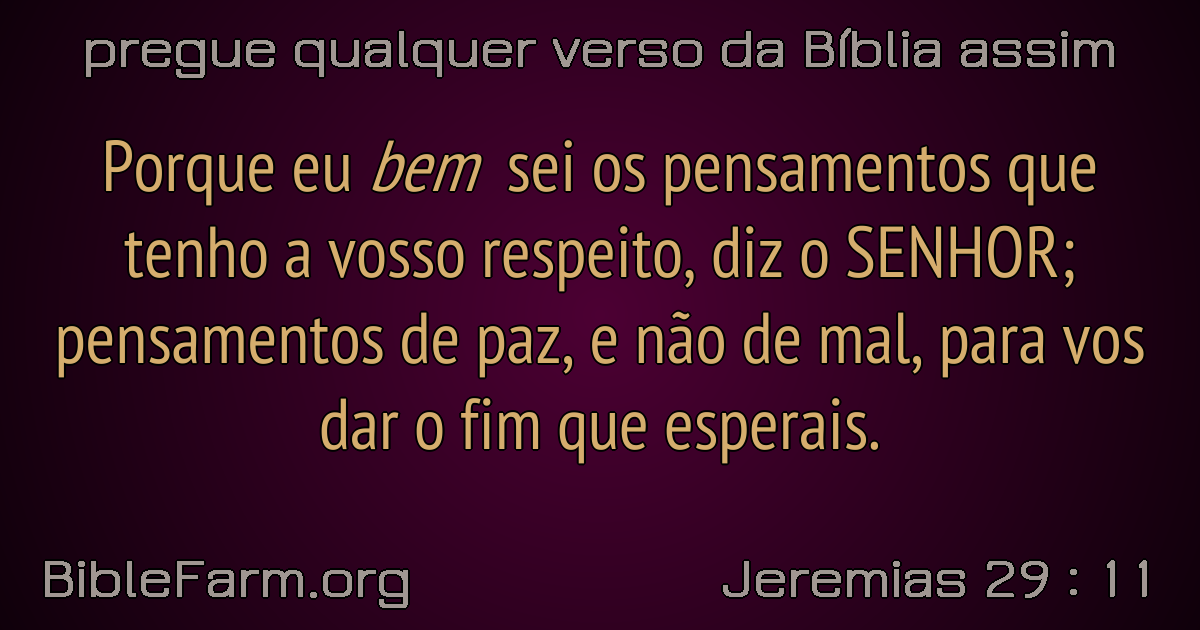 pregue qualquer verso da Bíblia assim
Porque eu bem sei os pensamentos que
tenho a vosso respeito, diz o SENHOR;
pensamentos de paz, e não de mal, para vos
dar o fim que esperais.
BibleFarm.org
Jeremias 29 : 11